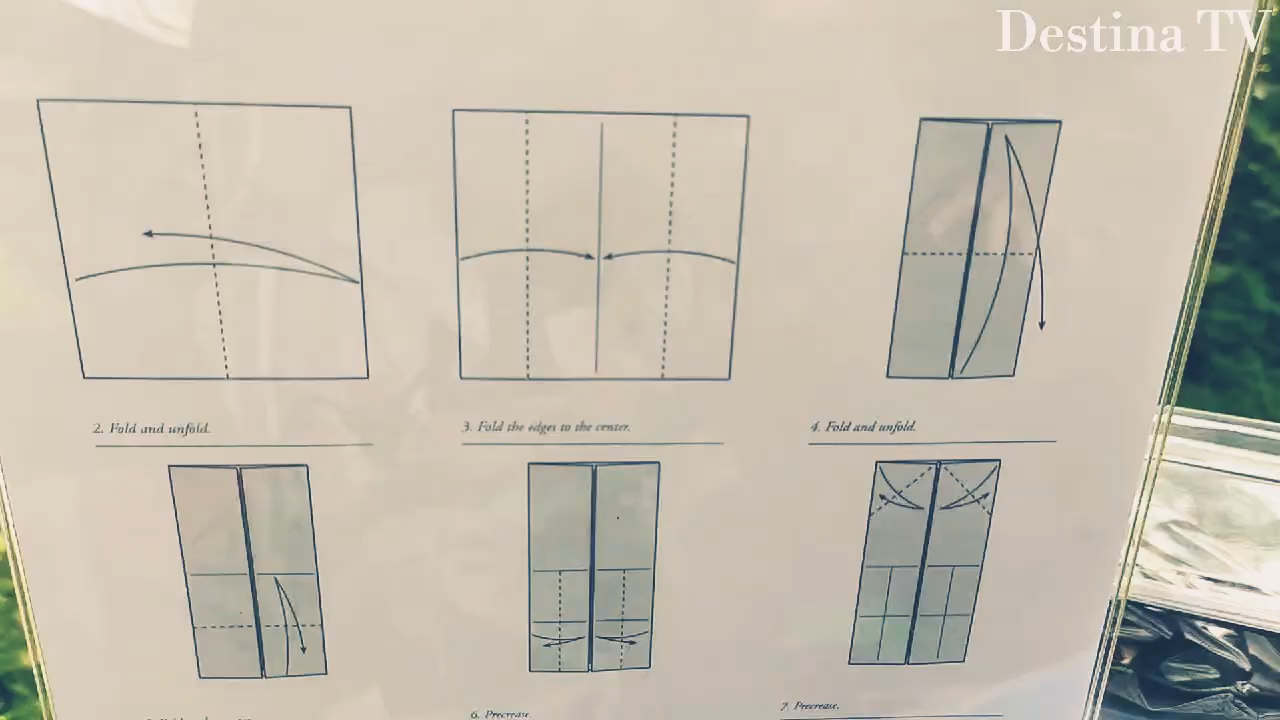 Destina TV
2. Fold and unfold.
3. Fold the edges to the center.
4. Fold and unfold.
6. Precrease.
7. Precrease.